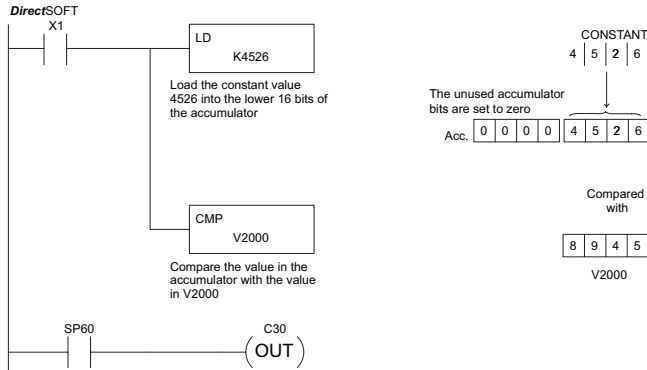 DirectSOFT
X1
LD
K4526
Load the constant value
4526 into the lower 16 bits of
the accumulator
CMP
V2000
Compare the value in the
accumulator with the value
in V2000
SP60
C30
OUT
CONSTANT
4 5 2 6
The unused accumulator
bits are set to zero
Acc. 0 0 0 0 4 5 2 6
Compared
with
8 9 4 5
V2000